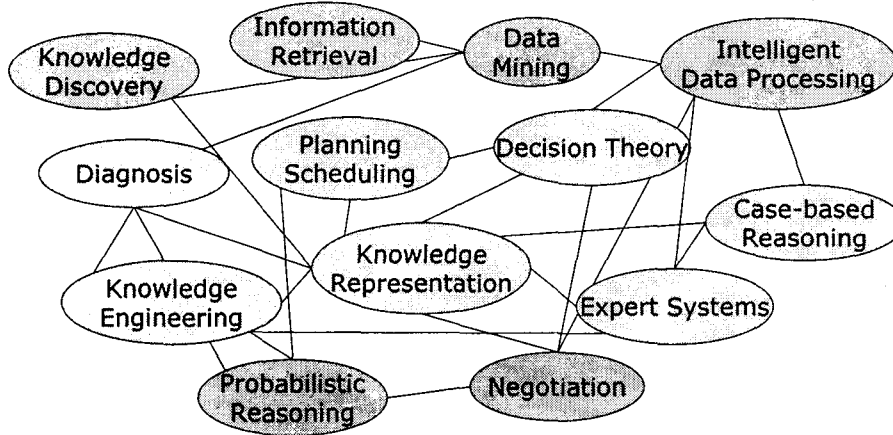 Information
Retrieval
Data
Mining
Intelligent
Data Processing
Knowledge
Discovery
Planning
Scheduling
Decision Theory
Diagnosis
Case-based
Reasoning
Knowledge
Representation
Knowledge
Engineering
Expert Systems
Probabilistic
Reasoning
Negotiation